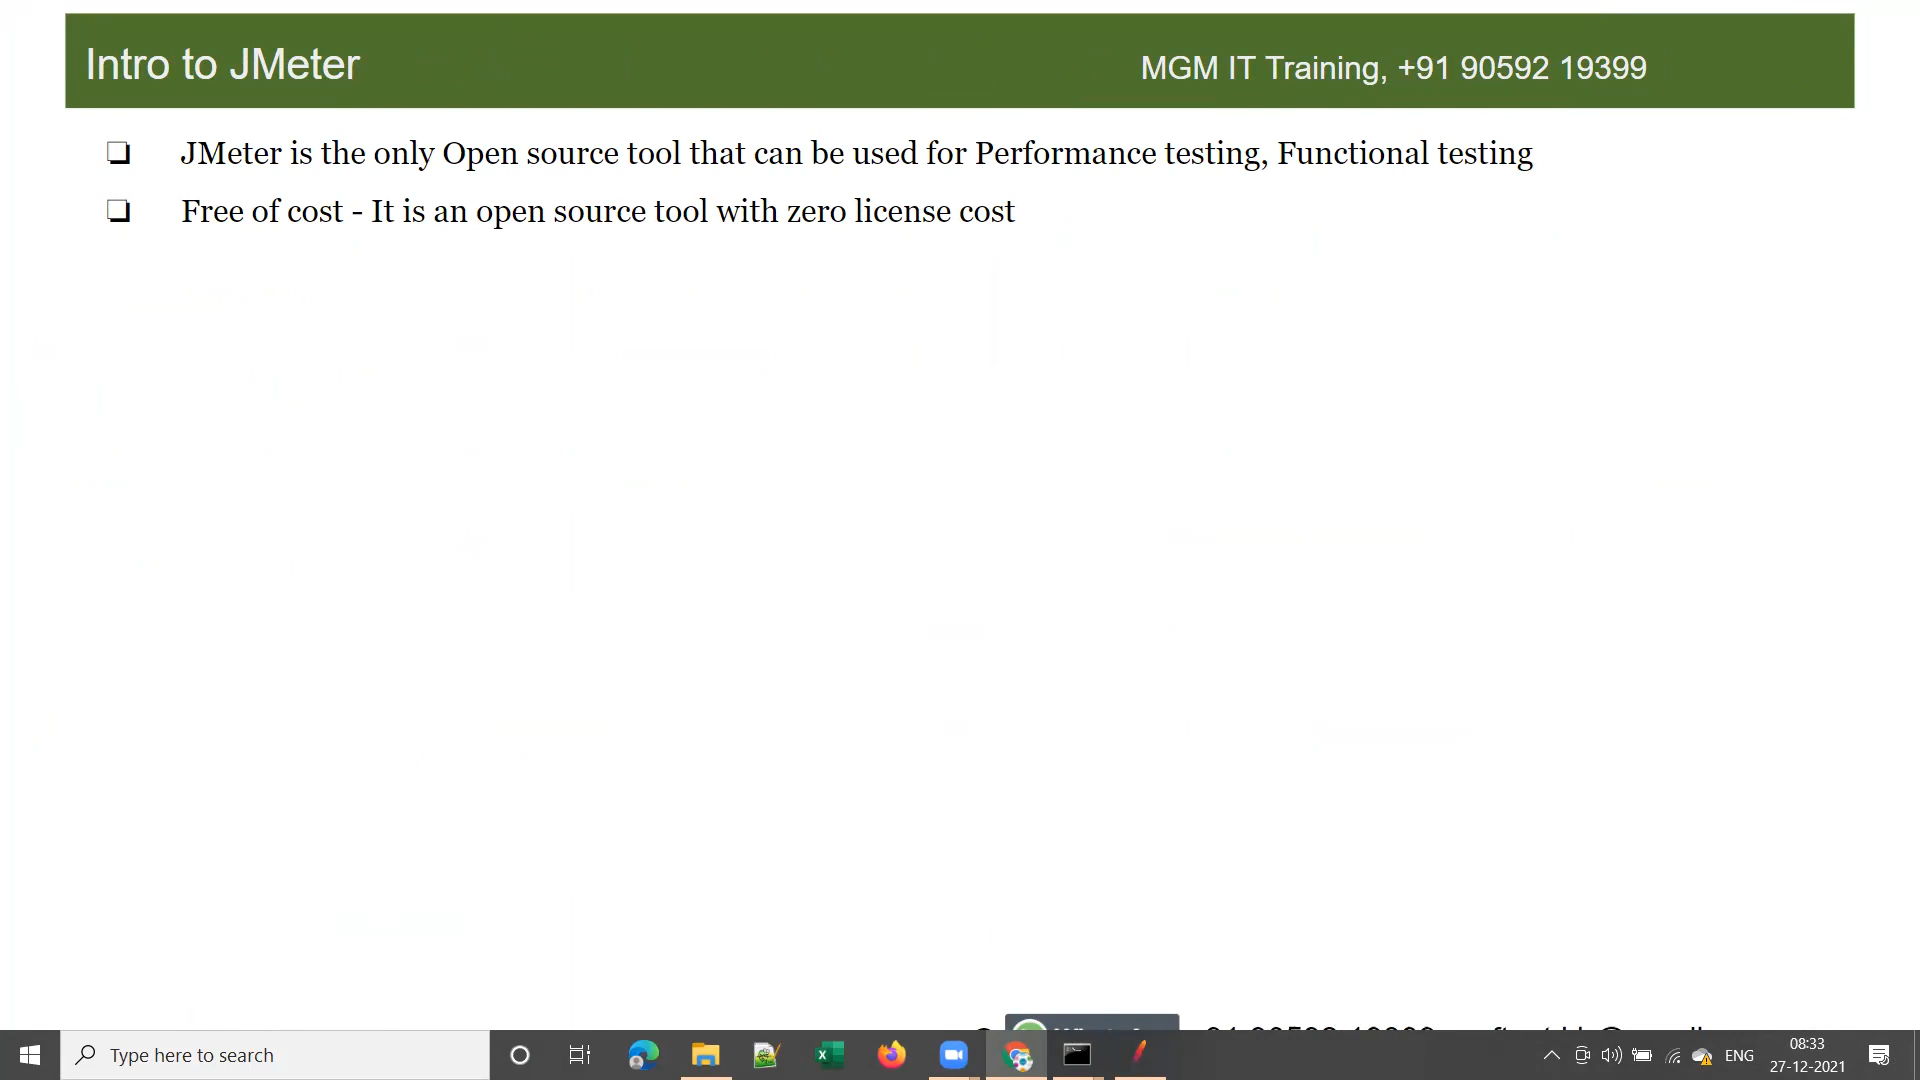 Intro to JMeter
MGM IT Training, +91 90592 19399
JMeter is the only Open source tool that can be used for Performance testing, Functional testing
Free of cost - It is an open source tool with zero license cost
Type here to search
ENG
08:33
27-12-2021